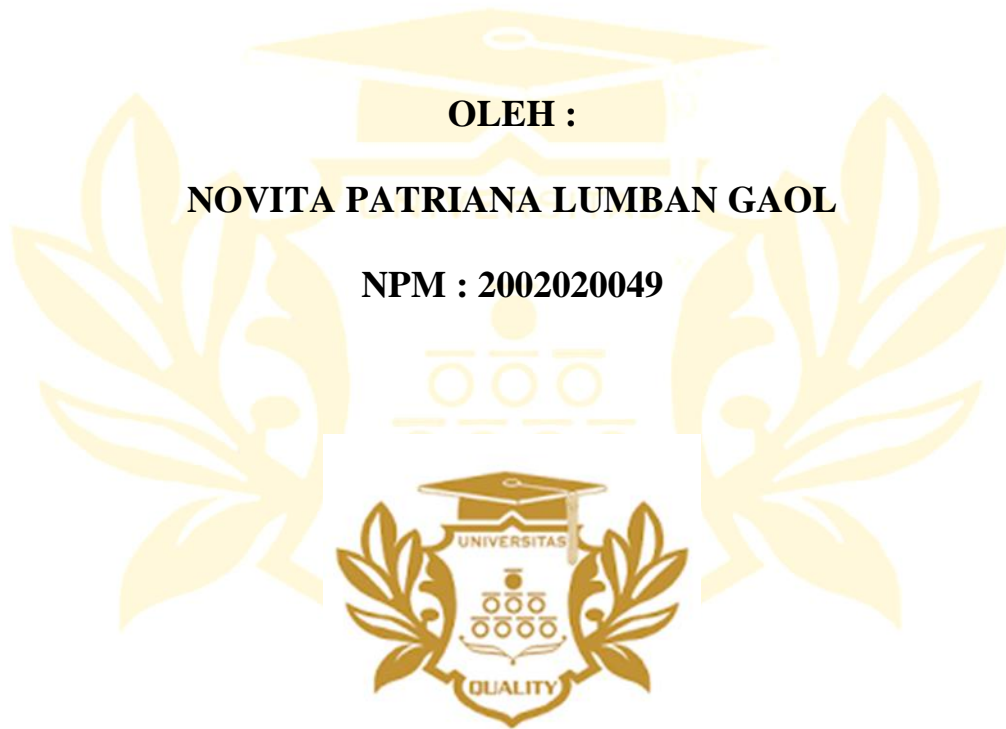 OLEH :
NOVITA PATRIANA LUMBAN GAOL
NPM : 2002020049
UNIVERSITAS
QUALITY